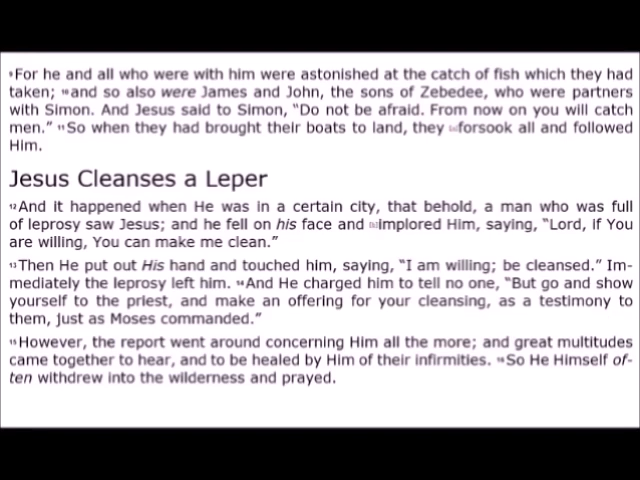 9For he and all who were with him were astonished at the catch of fish which they had
taken; 10and so also were James and John, the sons of Zebedee, who were partners
with Simon. And Jesus said to Simon, “Do not be afraid. From now on you will catch
men.” 11So when they had brought their boats to land, they forsook all and followed
Him.
Jesus Cleanses a Leper
12And it happened when He was in a certain city, that behold, a man who was full
of leprosy saw Jesus; and he fell on his face and implored Him, saying, “Lord, if You
are willing, You can make me clean.”
13Then He put out His hand and touched him, saying, “I am willing; be cleansed.” Im-
mediately the leprosy left him. 14And He charged him to tell no one, “But go and show
yourself to the priest, and make an offering for your cleansing, as a testimony to
them, just as Moses commanded.”
15However, the report went around concerning Him all the more; and great multitudes
came together to hear, and to be healed by Him of their infirmities. 16So He Himself of-
ten withdrew into the wilderness and prayed.